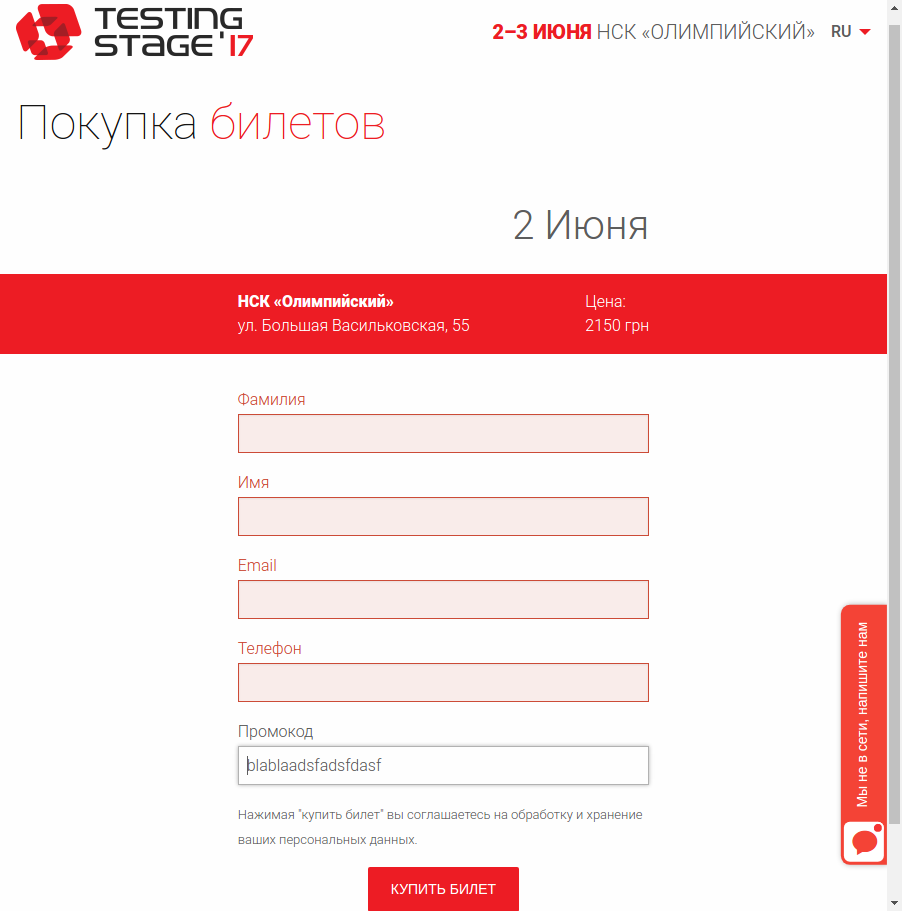 TESTING
STAGE'17
2–3 ИЮНЯ НСК «ОЛИМПИЙСКИЙ»
RU
Покупка билетов
2 Июня
НСК «Олимпийский»
ул. Большая Васильковская, 55
Цена:
2150 грн
Фамилия
Имя
Email
Телефон
Промокод
blablaadsfadsfdasf
Нажимая "купить билет" вы соглашаетесь на обработку и хранение
ваших персональных данных.
КУПИТЬ БИЛЕТ
Мы не в сети, напишите нам